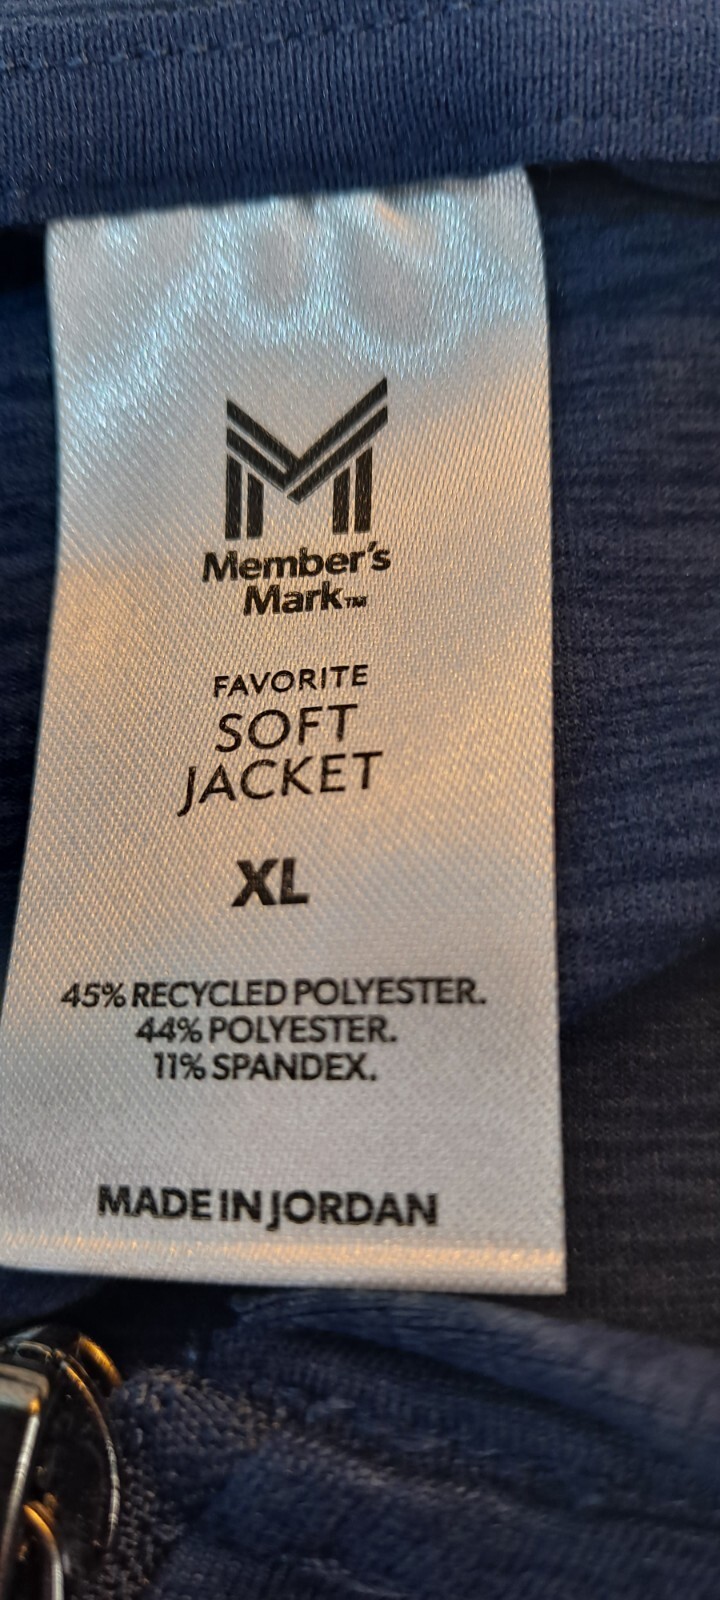 Member's
Mark™
FAVORITE
SOFT
JACKET
XL
45% RECYCLED POLYESTER.
44% POLYESTER.
11% SPANDEX.
MADE IN JORDAN